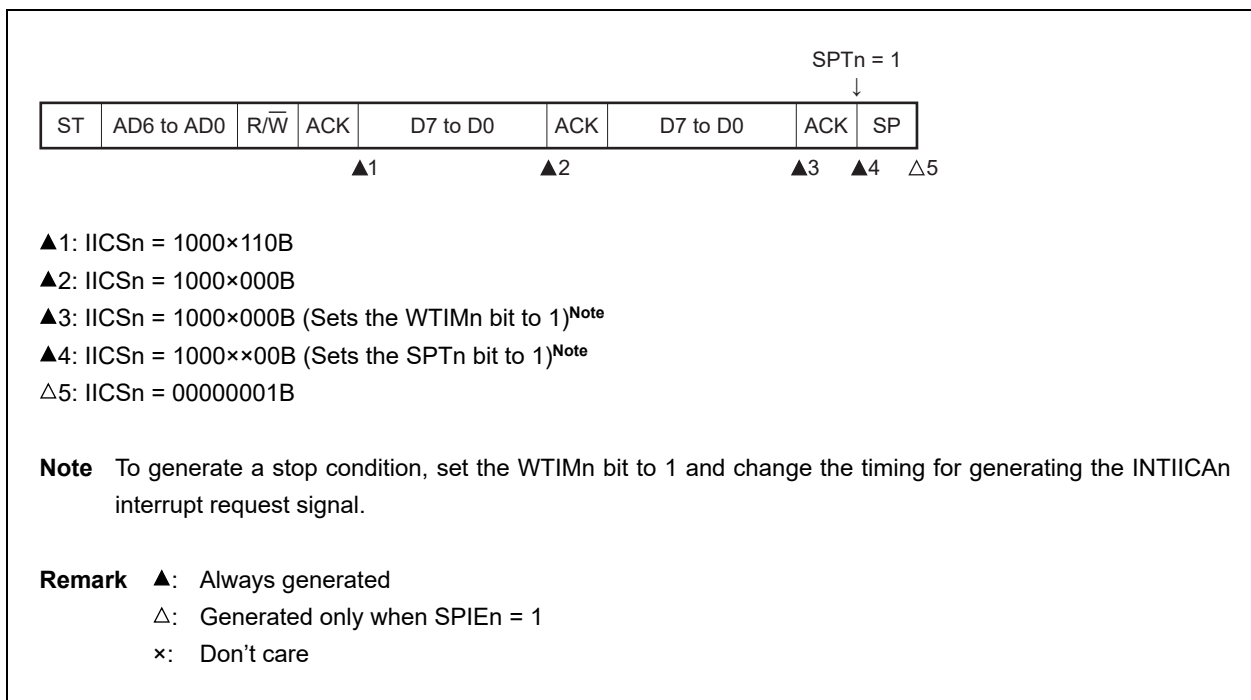 SPTn = 1
↓
ST AD6 to AD0 R/W̅ ACK D7 to D0 ACK D7 to D0 ACK SP
▲1 ▲2 ▲3 ▲4 △5
▲1: IICSn = 1000×110B
▲2: IICSn = 1000×000B
▲3: IICSn = 1000×000B (Sets the WTIMn bit to 1)Note
▲4: IICSn = 1000××00B (Sets the SPTn bit to 1)Note
△5: IICSn = 00000001B
Note To generate a stop condition, set the WTIMn bit to 1 and change the timing for generating the INTIICAn
interrupt request signal.
Remark ▲: Always generated
△: Generated only when SPIEn = 1
×: Don't care